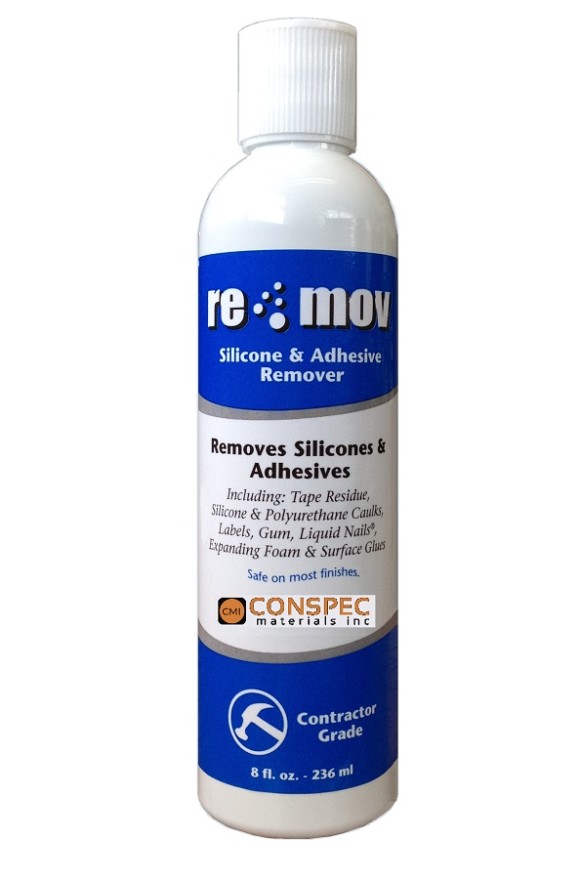 re mov
Silicone & Adhesive
Remover
Removes Silicones &
Adhesives
Including: Tape Residue,
Silicone & Polyurethane Caulks,
Labels, Gum, Liquid Nails®,
Expanding Foam & Surface Glues
Safe on most finishes.
CMI CONSPEC
materials inc
Contractor
Grade
8 fl. oz. - 236 ml